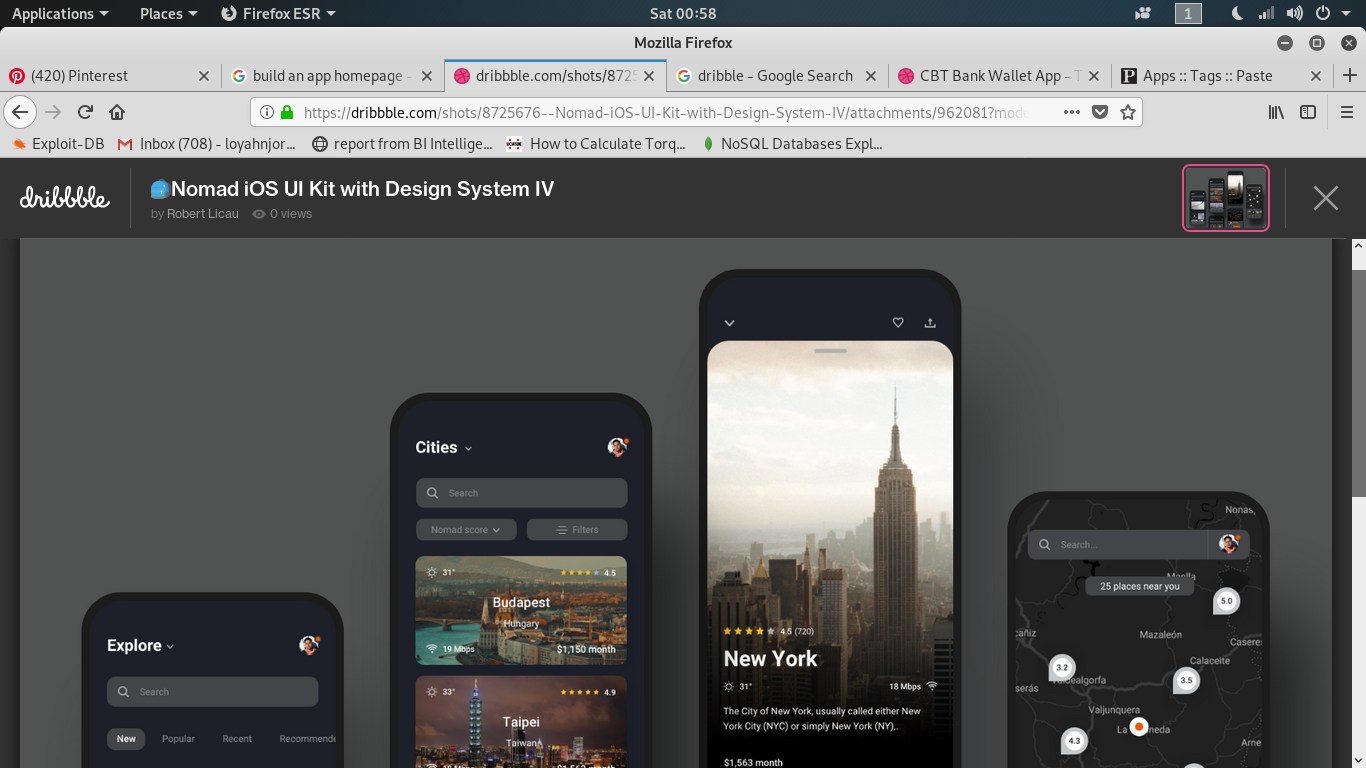 Applications Places Firefox ESR Sat 00:58 1
Mozilla Firefox
(420) Pinterest build an app homepage - dribbble.com/shots/8725 dribble - Google Search CBT Bank Wallet App - T Apps :: Tags :: Paste
https://dribbble.com/shots/8725676--Nomad-iOS-UI-Kit-with-Design-System-IV/attachments/962081?mode
Exploit-DB Inbox (708) - loyahnjor... report from BI Intellige... How to Calculate Torq... NoSQL Databases Expl...
dribbble
Nomad iOS UI Kit with Design System IV
by Robert Licau 0 views
Explore
Search
New Popular Recent Recommende
Cities
Search
Nomad score Filters
31° 4.5
Budapest
Hungary
19 Mbps $1,150 month
33° 4.9
Taipei
Taiwan
4.5 (720)
New York
31° 18 Mbps
The City of New York, usually called either New
York City (NYC) or simply New York (NY),.
$1,563 month
Nonas
Search...
25 places near you
5.0
Mazaleón
Caseres
3.2
Calaceite
3.5
Valjunquera
4.3
Arne